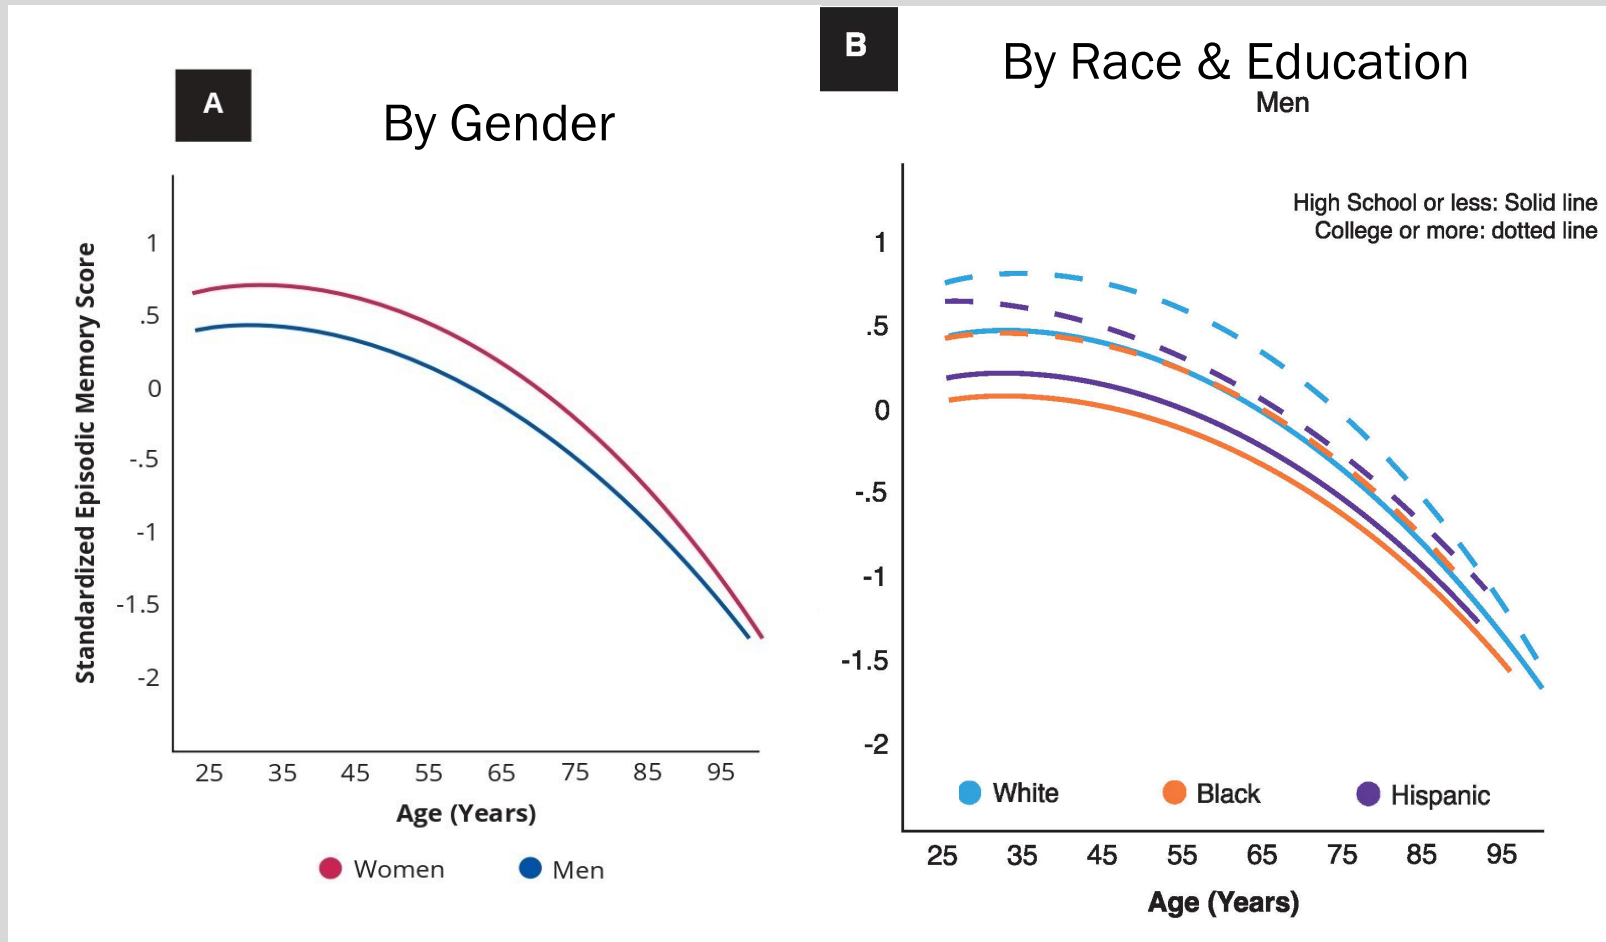 A
By Gender
Standardized Episodic Memory Score
1
.5
0
-.5
-1
-1.5
-2
25 35 45 55 65 75 85 95
Age (Years)
Women Men
B
By Race & Education
Men
High School or less: Solid line
College or more: dotted line
1
.5
0
-.5
-1
-1.5
-2
White Black Hispanic
25 35 45 55 65 75 85 95
Age (Years)